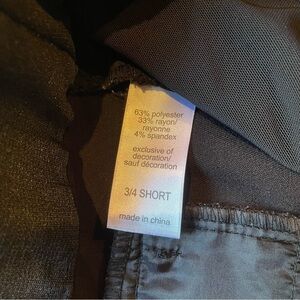 63% polyester
33% rayon/
rayonne
4% spandex
exclusive of
decoration/
sauf décoration
3/4 SHORT
made in china